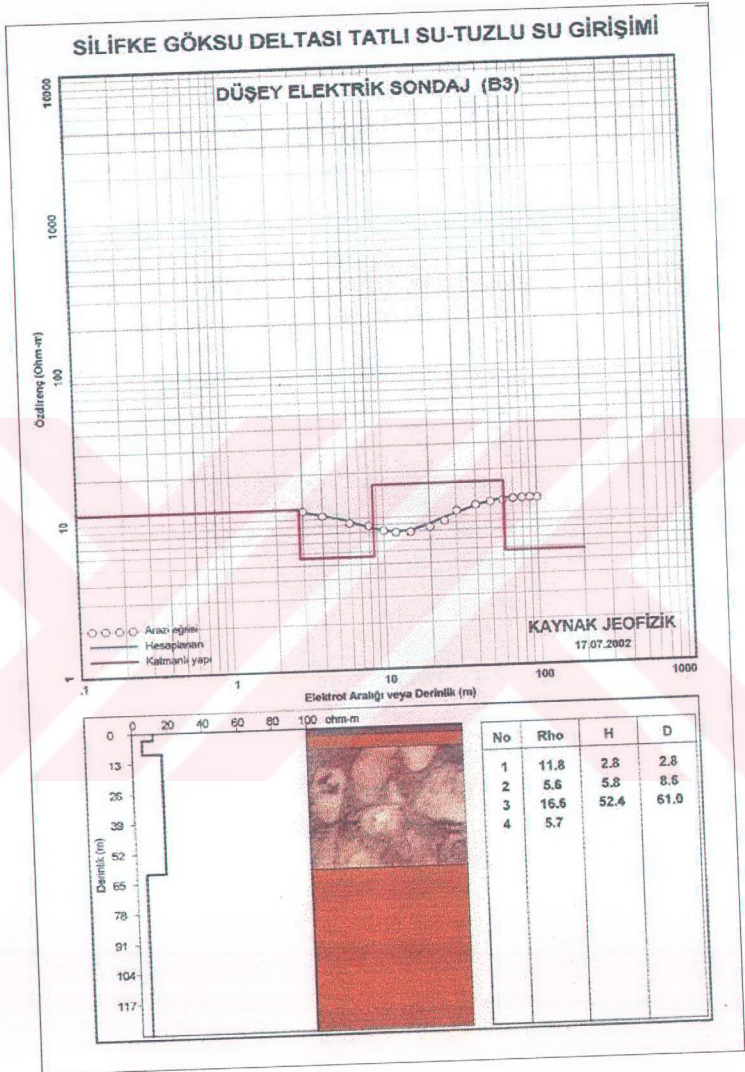 SİLİFKE GÖKSU DELTASI TATLI SU-TUZLU SU GİRİŞİMİ
DÜŞEY ELEKTRİK SONDAJ (B3)
10000
1000
100
10
1
Özdirenç (Ohm-m)
Arazi eğrisi
Hesaplanan
Katmanlı yapı
KAYNAK JEOFİZİK
17.07.2002
.1 1 10 100 1000
Elektrot Aralığı veya Derinlik (m)
0 20 40 60 80 100 ohm-m
0
13
26
39
52
65
78
91
104
117
Derinlik (m)
No Rho H D
1 11.8 2.8 2.8
2 5.6 5.8 8.6
3 16.6 52.4 61.0
4 5.7